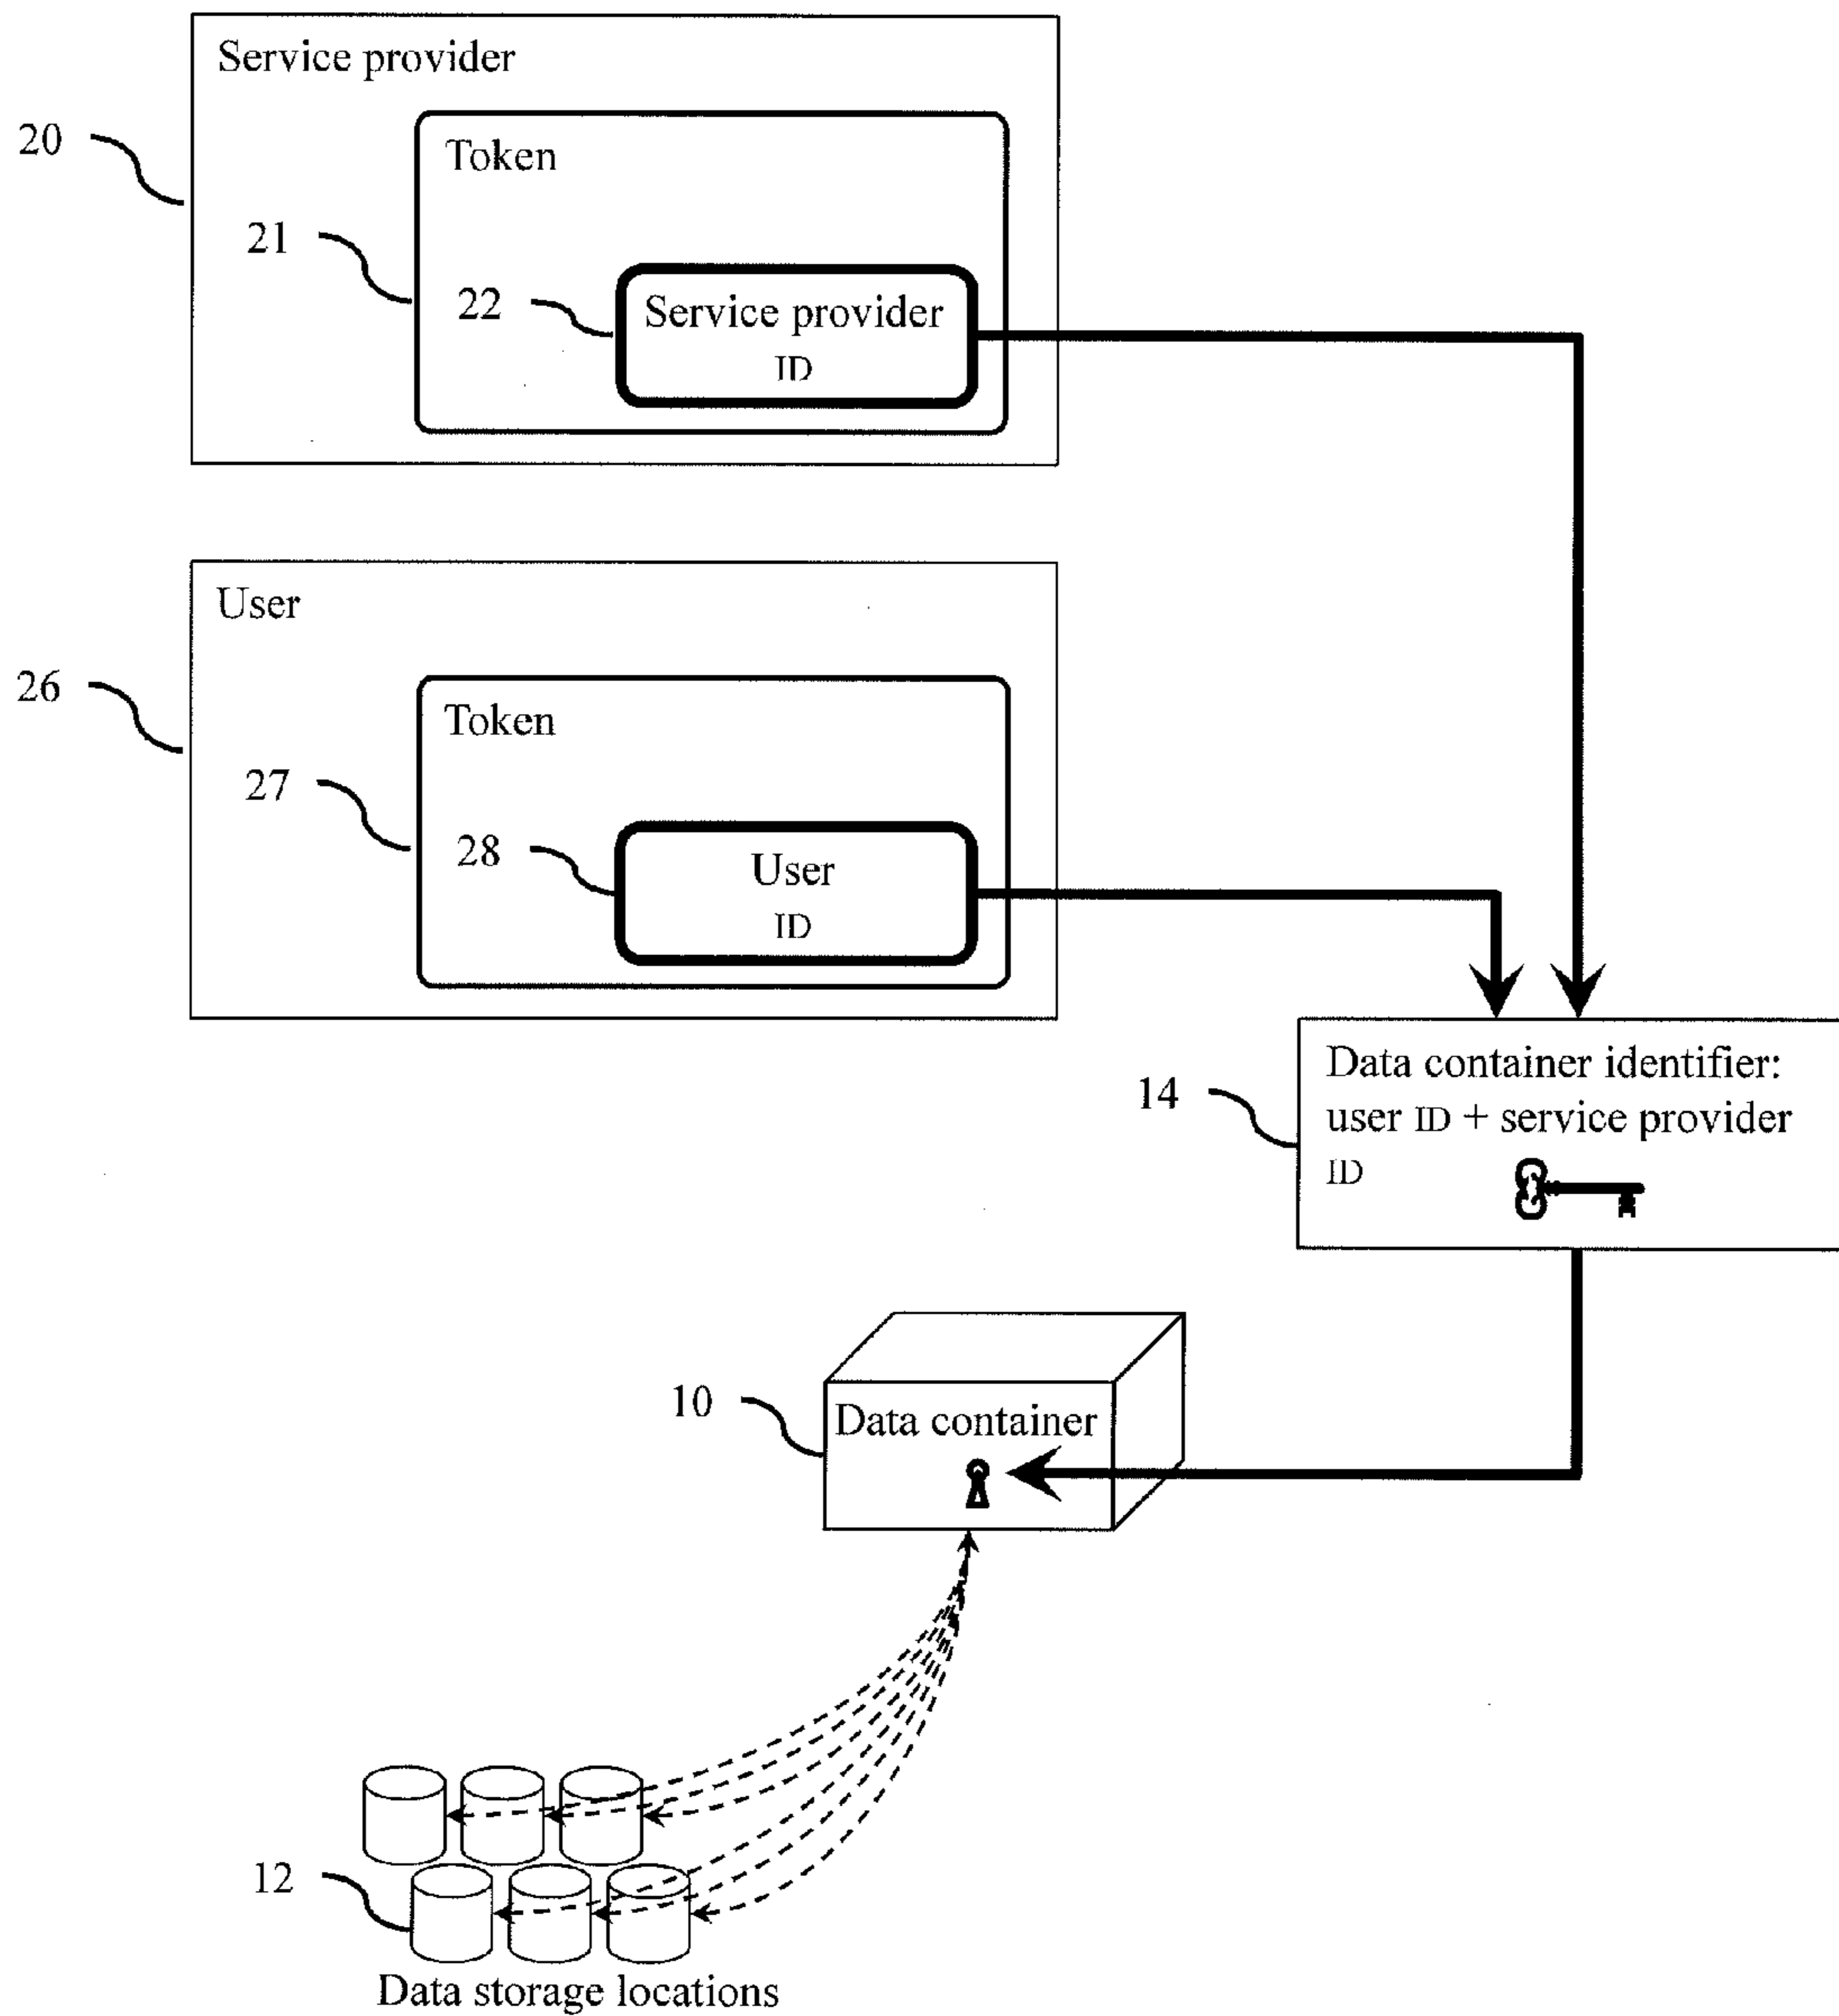 Service provider
20
Token
21
22
Service provider
ID
User
26
Token
27
28
User
ID
14
Data container identifier:
user ID + service provider
ID
10
Data container
12
Data storage locations